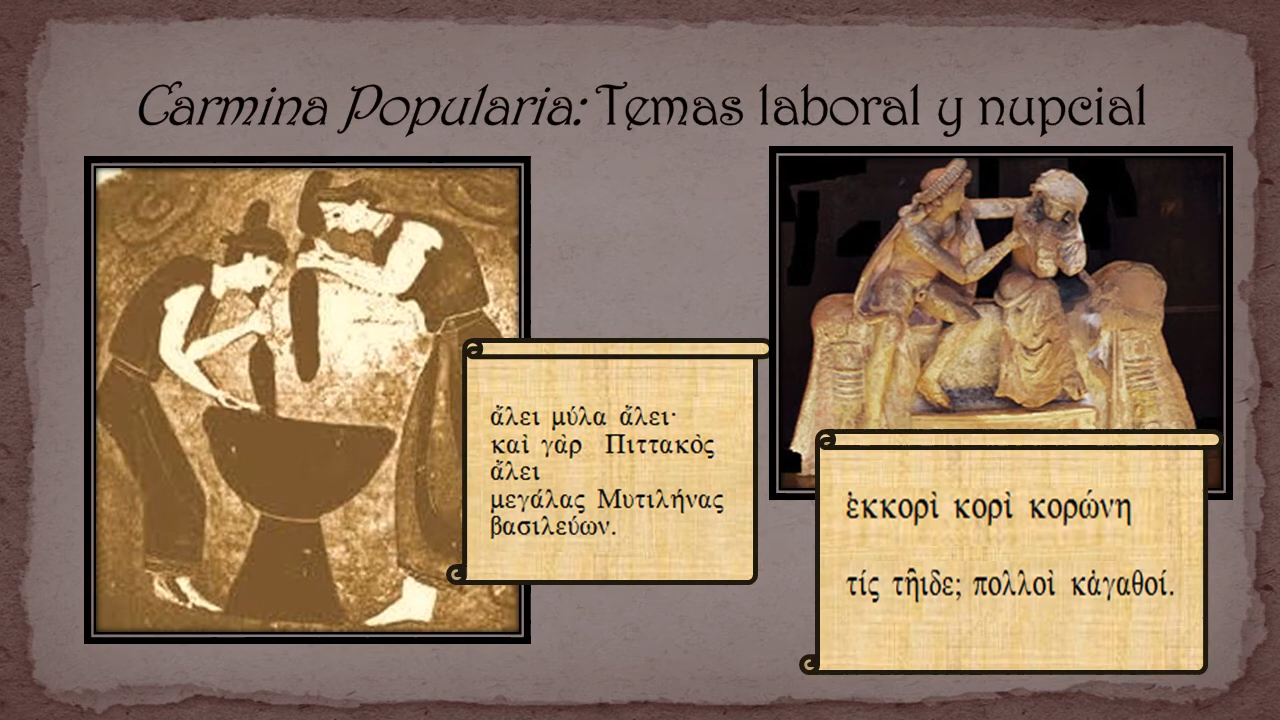 Carmina Popularia: Temas laboral y nupcial
ἄλει μύλα ἄλει·
καὶ γὰρ Πιττακὸς
ἄλει
μεγάλας Μυτιλήνας
βασιλεύων.
ἐκκορὶ κορὶ κορώνη
τίς τῆιδε; πολλοὶ κἀγαθοί.